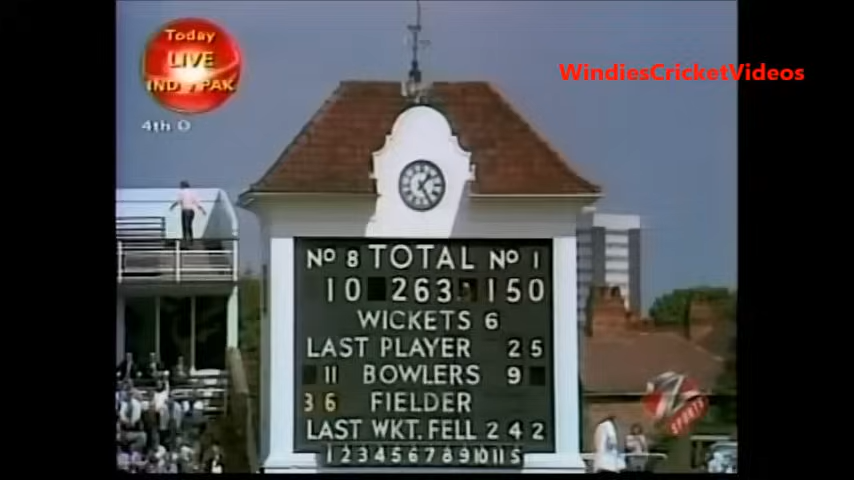 Today
LIVE
IND V PAK
4th O
WindiesCricketVideos
No 8 TOTAL No 1
10 263 150
WICKETS 6
LAST PLAYER 25
11 BOWLERS 9
36 FIELDER
LAST WKT. FELL 242
1 2 3 4 5 6 7 8 9 10 11 S
Z SPORTS